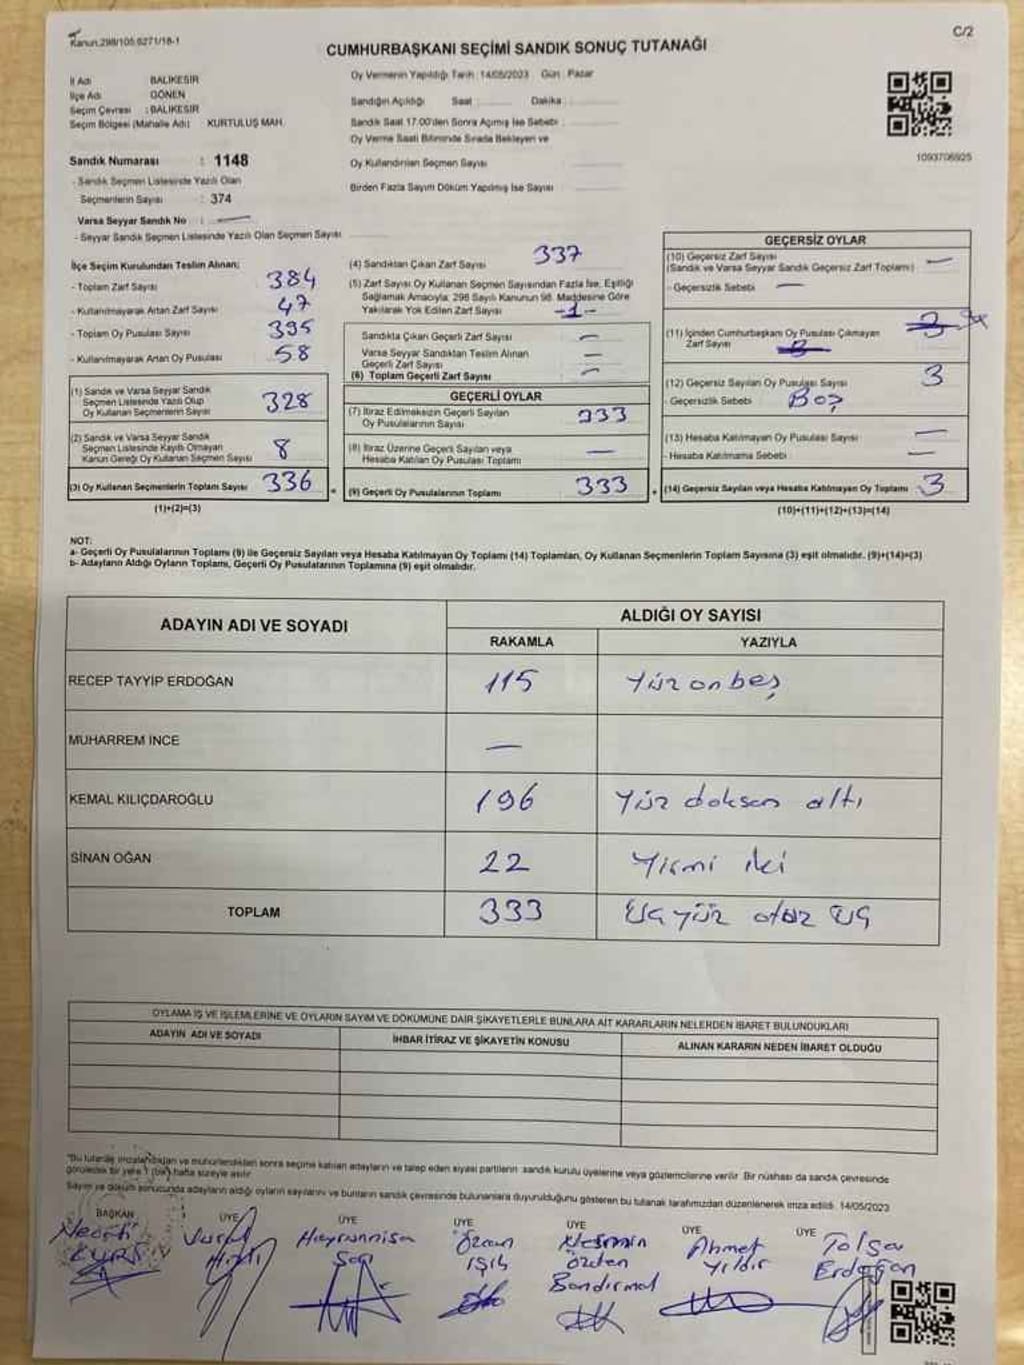 Kanun:298/105,6271/18-1
C/2
CUMHURBAŞKANI SEÇİMİ SANDIK SONUÇ TUTANAĞI
İl Adı BALIKESİR
İlçe Adı GÖNEN
Seçim Çevresi : BALIKESİR
Seçim Bölgesi (Mahalle Adı) KURTULUŞ MAH.
Sandık Numarası : 1148
- Sandık Seçmen Listesinde Yazılı Olan
Seçmenlerin Sayısı : 374
Varsa Seyyar Sandık No : —
- Seyyar Sandık Seçmen Listesinde Yazılı Olan Seçmen Sayısı
Oy Vermenin Yapıldığı Tarih : 14/05/2023 Gün : Pazar
Sandığın Açıldığı Saat : Dakika :
Sandık Saat 17.00'den Sonra Açılmış İse Sebebi :
Oy Verme Saati Bitiminde Sırada Bekleyen ve
Oy Kullandırılan Seçmen Sayısı
Birden Fazla Sayım Döküm Yapılmış İse Sayısı
1093706925
İlçe Seçim Kurulundan Teslim Alınan;
- Toplam Zarf Sayısı 384
- Kullanılmayarak Artan Zarf Sayısı 47
- Toplam Oy Pusulası Sayısı 395
- Kullanılmayarak Artan Oy Pusulası 58
(1) Sandık ve Varsa Seyyar Sandık
Seçmen Listesinde Yazılı Olup
Oy Kullanan Seçmenlerin Sayısı 328
(2) Sandık ve Varsa Seyyar Sandık
Seçmen Listesinde Kayıtlı Olmayan
Kanun Gereği Oy Kullanan Seçmen Sayısı 8
(3) Oy Kullanan Seçmenlerin Toplam Sayısı 336
(1)+(2)=(3)
(4) Sandıktan Çıkan Zarf Sayısı 337
(5) Zarf Sayısı Oy Kullanan Seçmen Sayısından Fazla İse, Eşitliği
Sağlamak Amacıyla; 298 Sayılı Kanunun 98. Maddesine Göre
Yakılarak Yok Edilen Zarf Sayısı -1-
Sandıkta Çıkan Geçerli Zarf Sayısı —
Varsa Seyyar Sandıktan Teslim Alınan
Geçerli Zarf Sayısı —
(6) Toplam Geçerli Zarf Sayısı —
GEÇERLİ OYLAR
(7) İtiraz Edilmeksizin Geçerli Sayılan
Oy Pusulalarının Sayısı 333
(8) İtiraz Üzerine Geçerli Sayılan veya
Hesaba Katılan Oy Pusulası Toplamı —
(9) Geçerli Oy Pusulalarının Toplamı 333
GEÇERSİZ OYLAR
(10) Geçersiz Zarf Sayısı
(Sandık ve Varsa Seyyar Sandık Geçersiz Zarf Toplamı) —
- Geçersizlik Sebebi —
(11) İçinden Cumhurbaşkanı Oy Pusulası Çıkmayan
Zarf Sayısı
(12) Geçersiz Sayılan Oy Pusulası Sayısı 3
- Geçersizlik Sebebi Boş
(13) Hesaba Katılmayan Oy Pusulası Sayısı —
- Hesaba Katılmama Sebebi —
(14) Geçersiz Sayılan veya Hesaba Katılmayan Oy Toplamı 3
(10)+(11)+(12)+(13)=(14)
NOT:
a- Geçerli Oy Pusulalarının Toplamı (9) ile Geçersiz Sayılan veya Hesaba Katılmayan Oy Toplamı (14) Toplamları, Oy Kullanan Seçmenlerin Toplam Sayısına (3) eşit olmalıdır. (9)+(14)=(3)
b- Adayların Aldığı Oyların Toplamı, Geçerli Oy Pusulalarının Toplamına (9) eşit olmalıdır.
ADAYIN ADI VE SOYADI ALDIĞI OY SAYISI
RAKAMLA YAZIYLA
RECEP TAYYİP ERDOĞAN 115 Yüz onbeş
MUHARREM İNCE —
KEMAL KILIÇDAROĞLU 196 Yüz doksan altı
SİNAN OĞAN 22 Yirmi iki
TOPLAM 333 Üçyüz otuz üç
OYLAMA İŞ VE İŞLEMLERİNE VE OYLARIN SAYIM VE DÖKÜMÜNE DAİR ŞİKAYETLERLE BUNLARA AİT KARARLARIN NELERDEN İBARET BULUNDUKLARI
ADAYIN ADI VE SOYADI İHBAR İTİRAZ VE ŞİKAYETİN KONUSU ALINAN KARARIN NEDEN İBARET OLDUĞU
"Bu tutanak imzalandıktan ve mühürlendikten sonra seçime katılan adayların ve talep eden siyasi partilerin sandık kurulu üyelerine veya gözlemcilerine verilir. Bir nüshası da sandık çevresinde
görülebilir bir yere 1 (bir) hafta süreyle asılır.
Sayım ve döküm sonucunda adayların aldığı oyların sayılarını ve bunların sandık çevresinde bulunanlara duyurulduğunu gösteren bu tutanak tarafımızdan düzenlenerek imza edildi. 14/05/2023
BAŞKAN ÜYE ÜYE ÜYE ÜYE ÜYE ÜYE
Hayrunnisa Özcan Işık Nesrin Özden Bandırmal Ahmet Yıldır Tolga Erdoğan